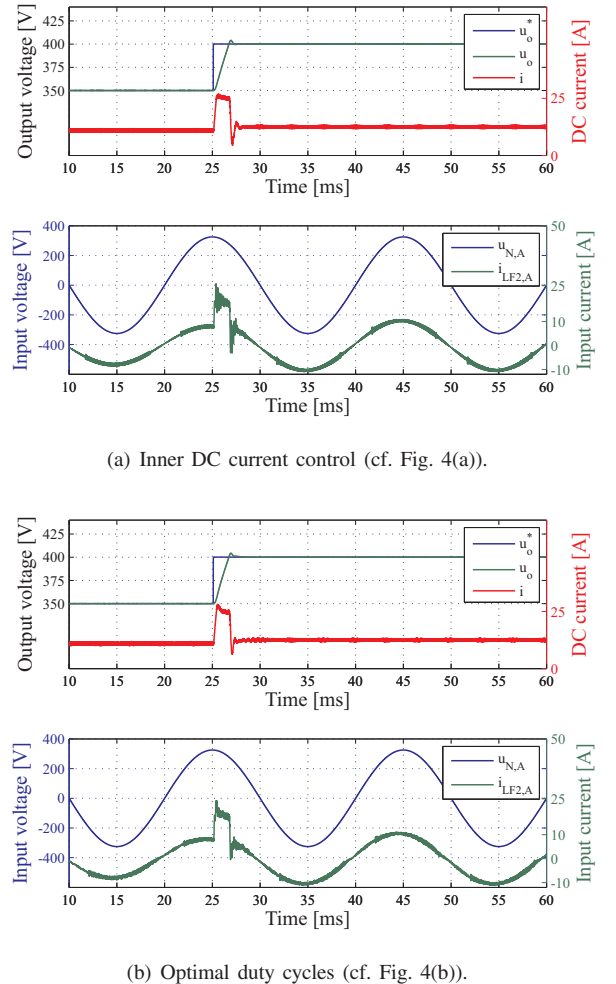 Output voltage [V]
400
375
350
u_o^*
u_o
i
25
0
DC current [A]
10 15 20 25 30 35 40 45 50 55 60
Time [ms]
Input voltage [V]
400
200
0
-200
-400
u_N,A
i_LF2,A
50
25
10
0
-10
Input current [A]
10 15 20 25 30 35 40 45 50 55 60
Time [ms]
(a) Inner DC current control (cf. Fig. 4(a)).
Output voltage [V]
400
375
350
u_o^*
u_o
i
25
0
DC current [A]
10 15 20 25 30 35 40 45 50 55 60
Time [ms]
Input voltage [V]
400
200
0
-200
-400
u_N,A
i_LF2,A
50
25
10
0
-10
Input current [A]
10 15 20 25 30 35 40 45 50 55 60
Time [ms]
(b) Optimal duty cycles (cf. Fig. 4(b)).